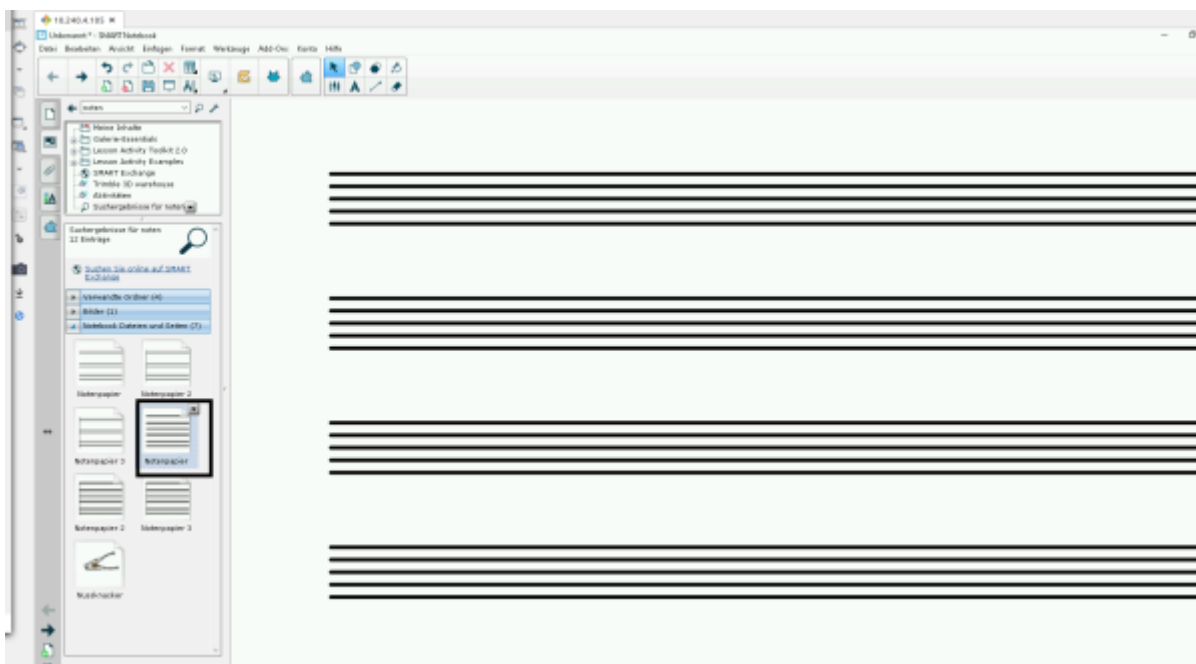 10.240.4.105
Unbenannt * - SMART Notebook
Datei Bearbeiten Ansicht Einfügen Format Werkzeuge Add-Ons Konto Hilfe
noten
Meine Inhalte
Galerie-Essentials
Lesson Activity Toolkit 2.0
Lesson Activity Examples
SMART Exchange
Trimble 3D warehouse
Aktivitäten
Suchergebnisse für noten
Suchergebnisse für noten
12 Einträge
Suchen Sie online auf SMART
Exchange
Verwandte Ordner (4)
Bilder (1)
Notebook-Dateien und Seiten (7)
Notenpapier Notenpapier 2
Notenpapier 3 Notenpapier
Notenpapier 2 Notenpapier 3
Nussknacker